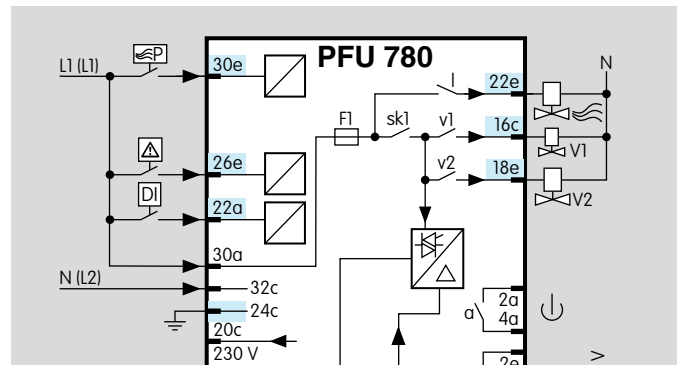 PFU 780
L1 (L1)
P
30e
22e
N
I
F1
sk1
v1
16c
V1
26e
v2
18e
DI
22a
V2
30a
N (L2)
32c
24c
2a
a
4a
20c
230 V
2e